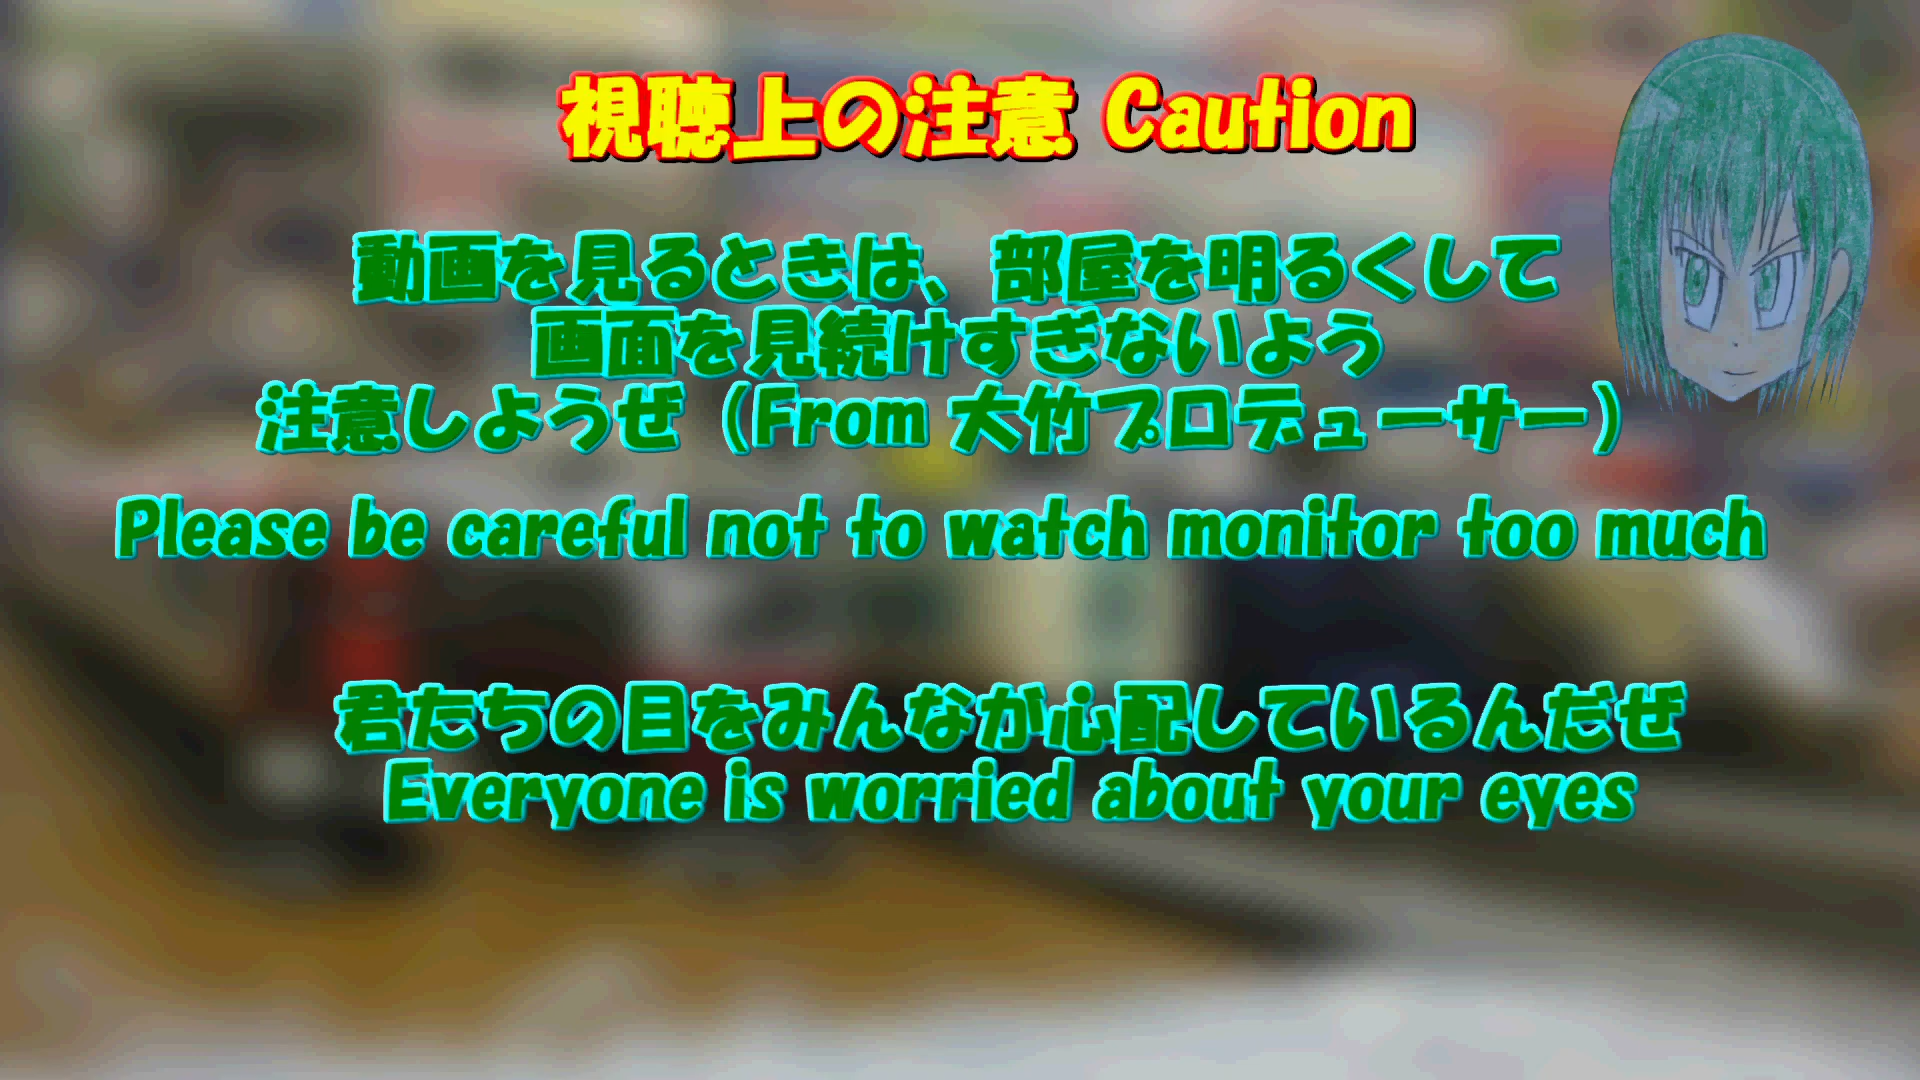 視聴上の注意 Caution
動画を見るときは、部屋を明るくして
画面を見続けすぎないよう
注意しようぜ（From 大竹プロデューサー）
Please be careful not to watch monitor too much
君たちの目をみんなが心配しているんだぜ
Everyone is worried about your eyes